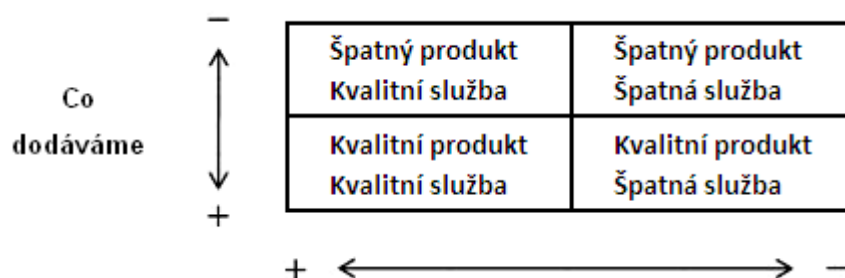 −
Špatný produkt
Kvalitní služba
Špatný produkt
Špatná služba
Co
dodáváme
Kvalitní produkt
Kvalitní služba
Kvalitní produkt
Špatná služba
+
+
−